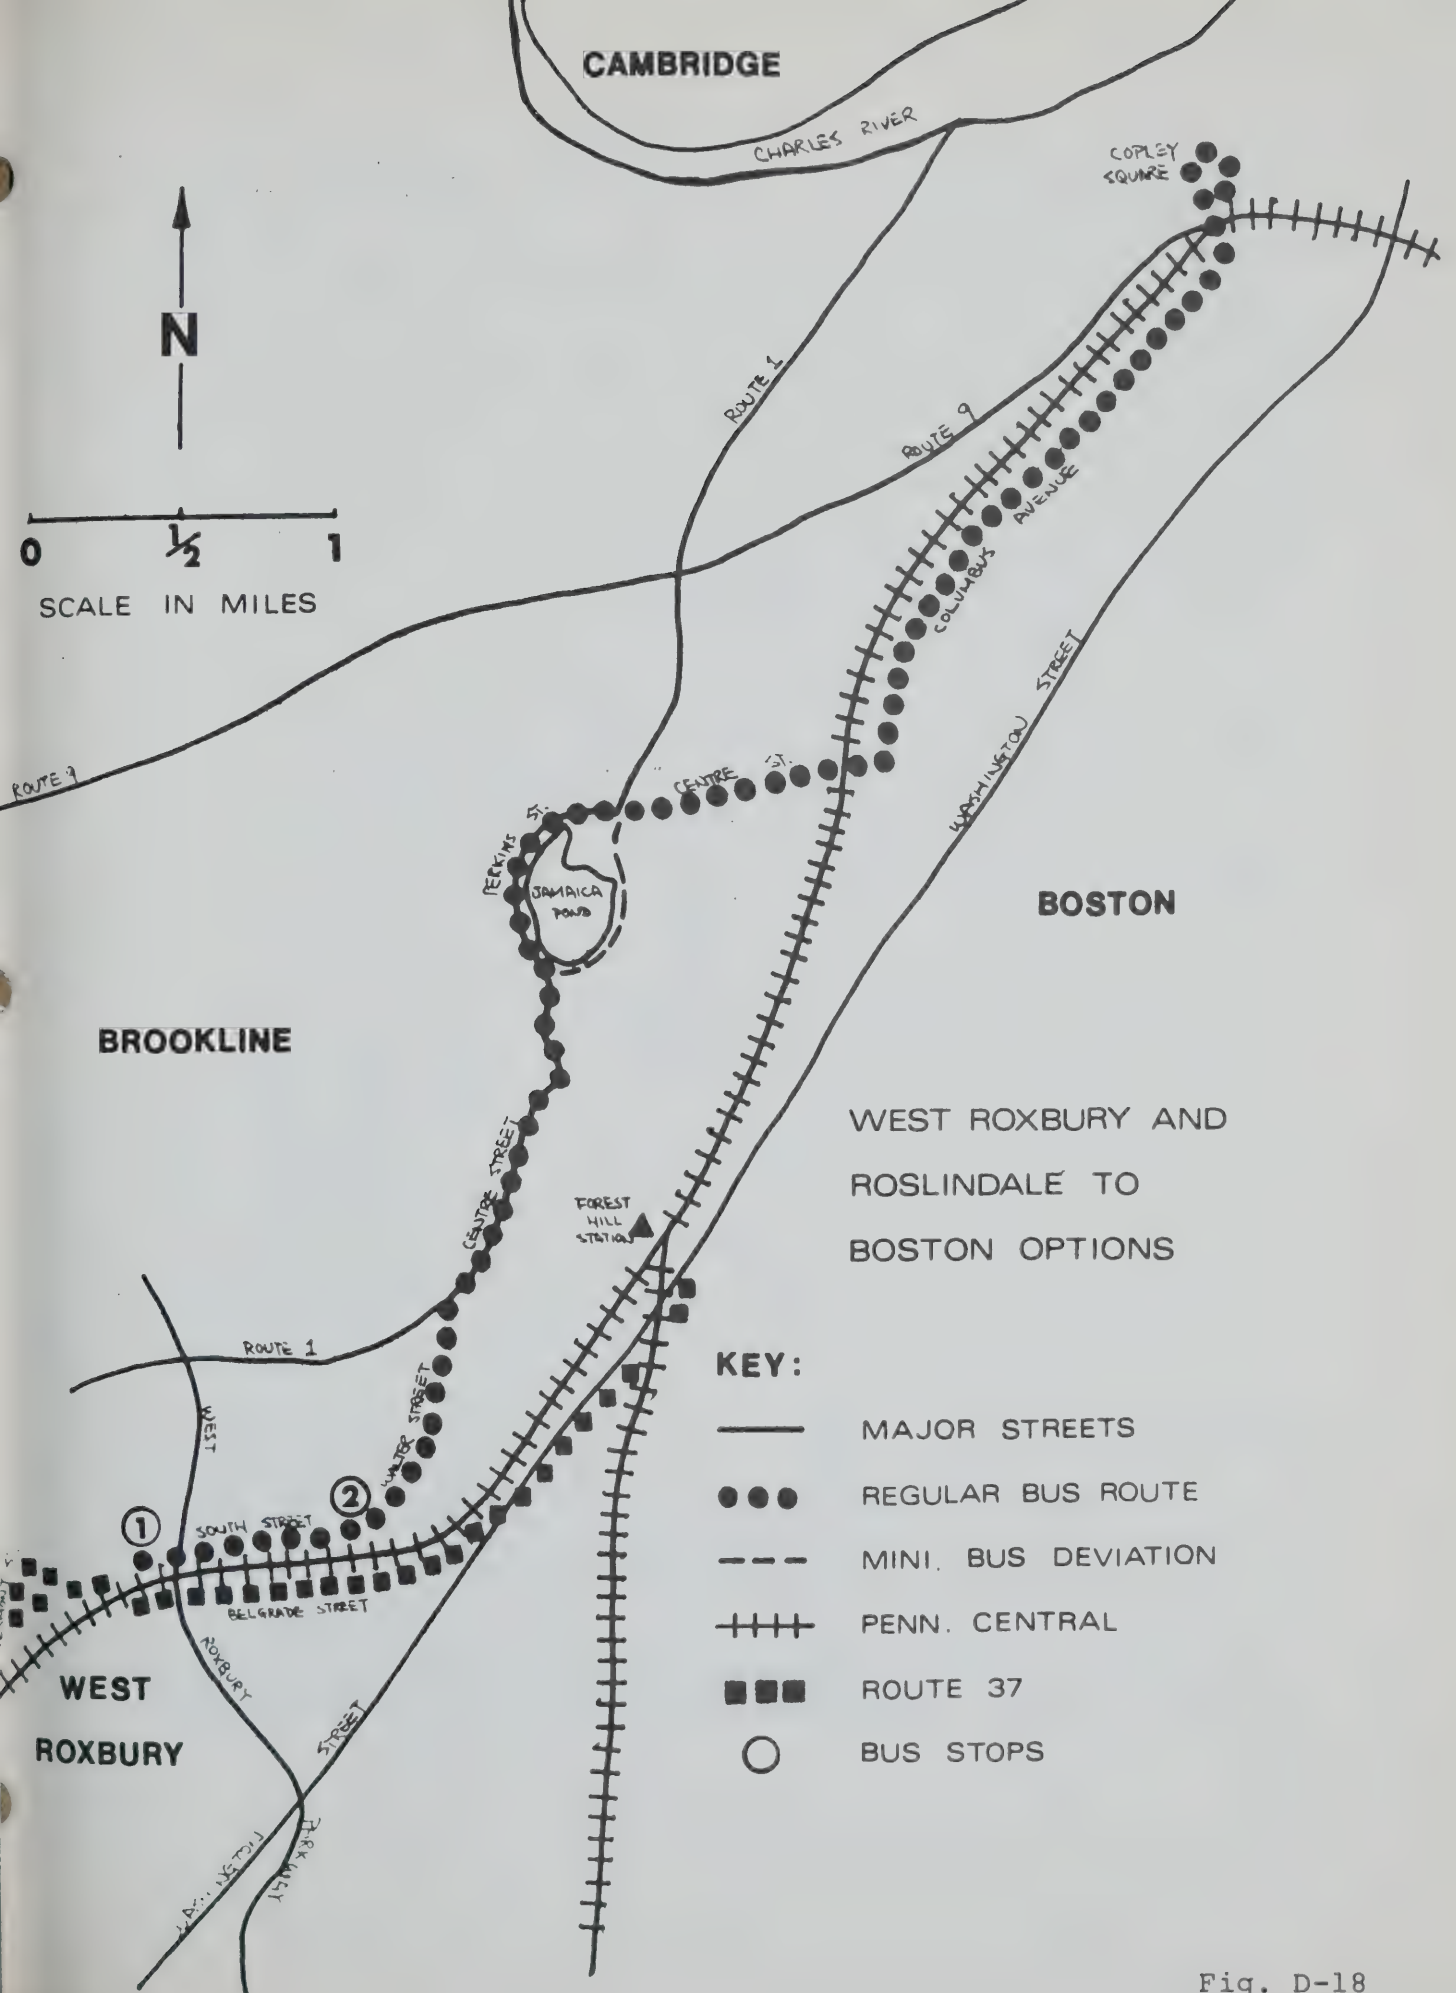 CAMBRIDGE
CHARLES RIVER
COPLEY
SQUARE
N
ROUTE 1
ROUTE 9
0 1/2 1
SCALE IN MILES
AVENUE
COLUMBUS
STREET
WASHINGTON
ROUTE 9
CENTRE ST.
PERKINS ST.
JAMAICA
POND
BOSTON
BROOKLINE
CENTRE STREET
FOREST
HILL
STATION
WEST ROXBURY AND
ROSLINDALE TO
BOSTON OPTIONS
ROUTE 1
KEY:
MAJOR STREETS
REGULAR BUS ROUTE
MINI. BUS DEVIATION
PENN. CENTRAL
ROUTE 37
BUS STOPS
WEST
WALTER STREET
1
2
SOUTH STREET
BELGRADE STREET
ROXBURY
WEST
ROXBURY
STREET
PARKWAY
Fig. D-18